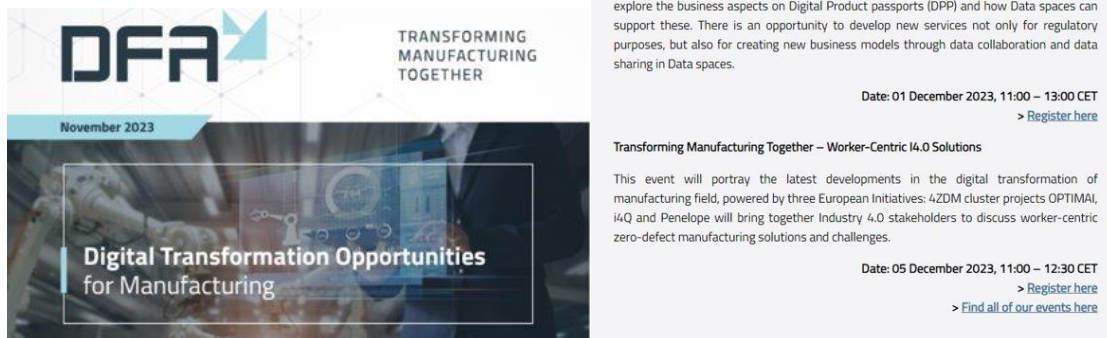 DFA
TRANSFORMING
MANUFACTURING
TOGETHER
November 2023
Digital Transformation Opportunities
for Manufacturing
explore the business aspects on Digital Product passports (DPP) and how Data spaces can
support these. There is an opportunity to develop new services not only for regulatory
purposes, but also for creating new business models through data collaboration and data
sharing in Data spaces.
Date: 01 December 2023, 11:00 – 13:00 CET
> Register here
Transforming Manufacturing Together – Worker-Centric I4.0 Solutions
This event will portray the latest developments in the digital transformation of
manufacturing field, powered by three European Initiatives: 4ZDM cluster projects OPTIMAI,
i4Q and Penelope will bring together Industry 4.0 stakeholders to discuss worker-centric
zero-defect manufacturing solutions and challenges.
Date: 05 December 2023, 11:00 – 12:30 CET
> Register here
> Find all of our events here